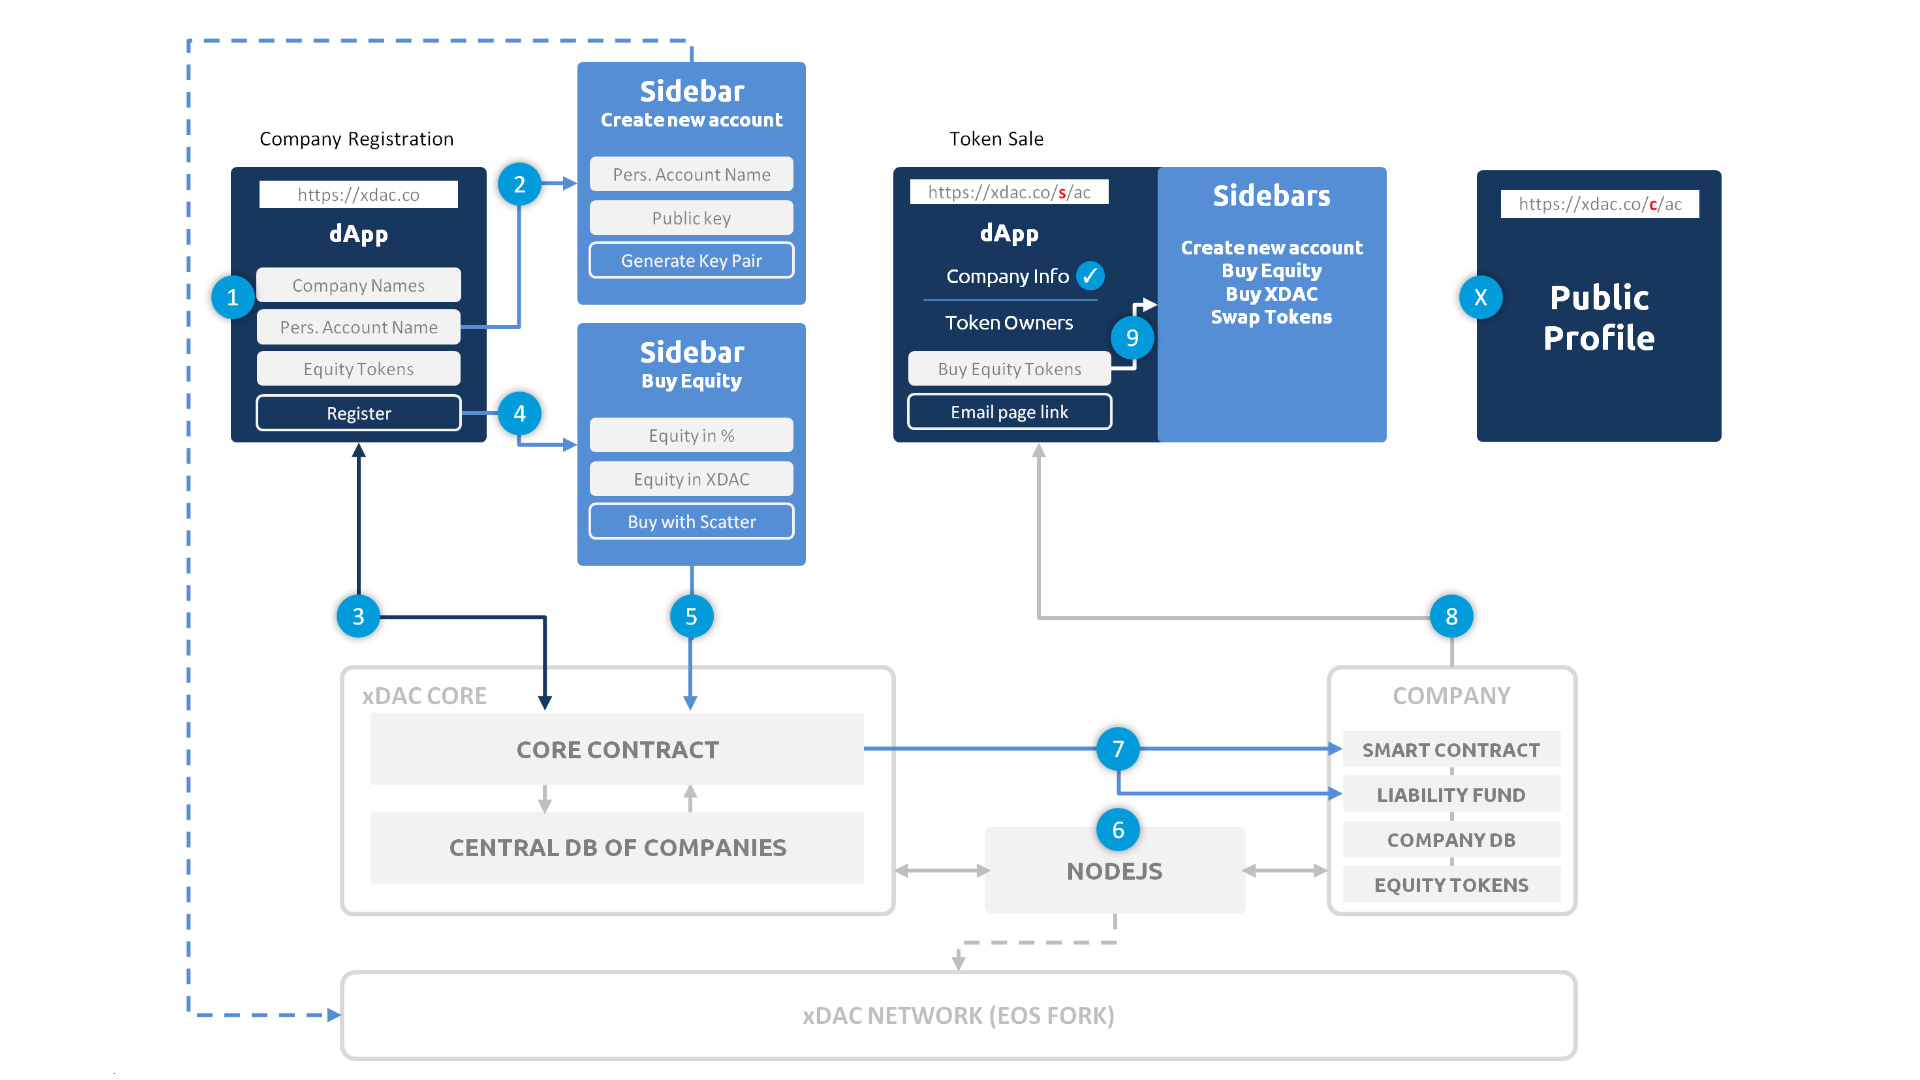 Sidebar
Create new account
Pers. Account Name
Public key
Generate Key Pair
Company Registration
https://xdac.co
dApp
Company Names
Pers. Account Name
Equity Tokens
Register
1
2
4
Sidebar
Buy Equity
Equity in %
Equity in XDAC
Buy with Scatter
3
5
Token Sale
https://xdac.co/s/ac
dApp
Company Info ✓
Token Owners
Buy Equity Tokens
Email page link
9
Sidebars
Create new account
Buy Equity
Buy XDAC
Swap Tokens
https://xdac.co/c/ac
X
Public
Profile
8
xDAC CORE
CORE CONTRACT
CENTRAL DB OF COMPANIES
7
6
NODEJS
COMPANY
SMART CONTRACT
LIABILITY FUND
COMPANY DB
EQUITY TOKENS
xDAC NETWORK (EOS FORK)